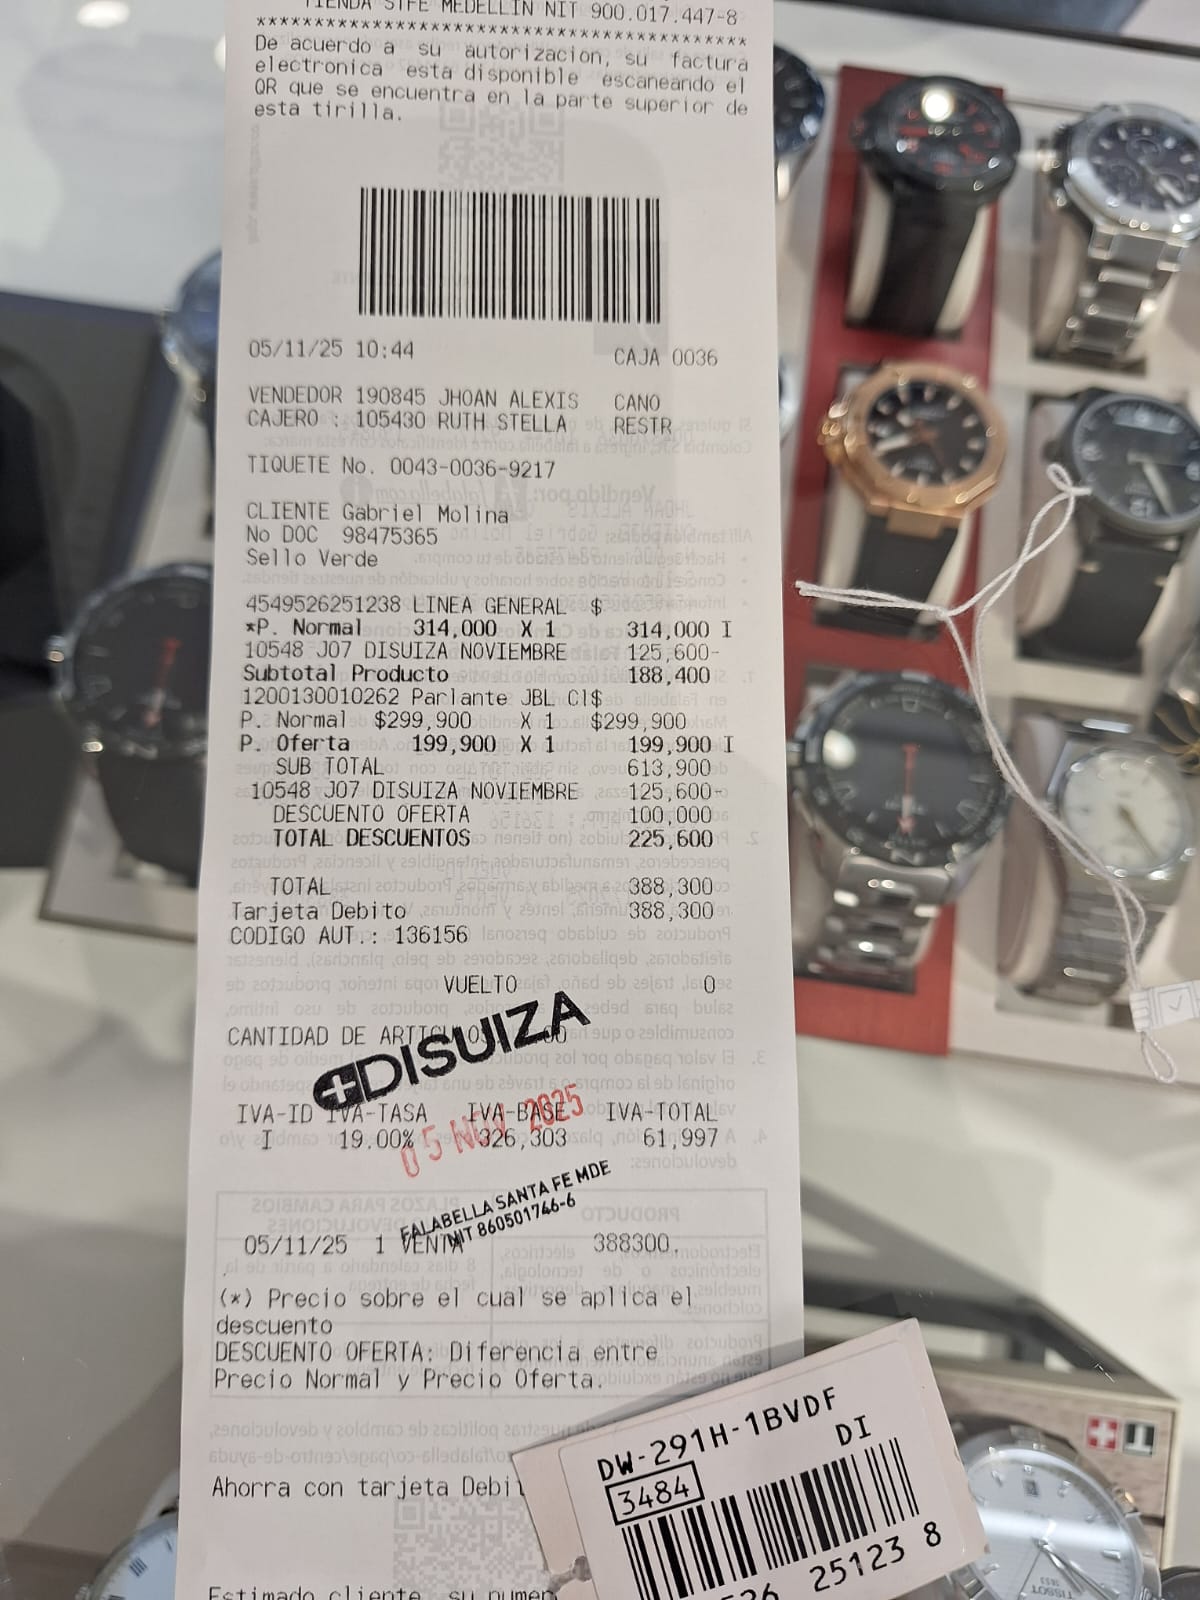 TIENDA STFE MEDELLIN NIT 900.017.447-8
******************************************
De acuerdo a su autorizacion, su factura
electronica esta disponible escaneando el
QR que se encuentra en la parte superior de
esta tirilla.
05/11/25 10:44 CAJA 0036
VENDEDOR 190845 JHOAN ALEXIS CANO
CAJERO : 105430 RUTH STELLA RESTR
TIQUETE No. 0043-0036-9217
CLIENTE Gabriel Molina
No DOC 98475365
Sello Verde
4549526251238 LINEA GENERAL $
*P. Normal 314,000 X 1 314,000 I
10548 J07 DISUIZA NOVIEMBRE 125,600-
Subtotal Producto 188,400
1200130010262 Parlante JBL Cl$
P. Normal $299,900 X 1 $299,900
P. Oferta 199,900 X 1 199,900 I
SUB TOTAL 613,900
10548 J07 DISUIZA NOVIEMBRE 125,600-
DESCUENTO OFERTA 100,000
TOTAL DESCUENTOS 225,600
TOTAL 388,300
Tarjeta Debito 388,300
CODIGO AUT.: 136156
VUELTO 0
CANTIDAD DE ARTICULOS
DISUIZA
IVA-ID IVA-TASA IVA-BASE IVA-TOTAL
I 19.00% 326,303 61,997
05 NOV 2025
FALABELLA SANTA FE MDE
NIT 860501746-6
05/11/25 1 VENTA 388300,
(*) Precio sobre el cual se aplica el
descuento
DESCUENTO OFERTA: Diferencia entre
Precio Normal y Precio Oferta.
Ahorra con tarjeta Debit
Estimado cliente, su numer
DW-291H-1BVDF
DI
3484
526 25123 8
TISSOT
1853